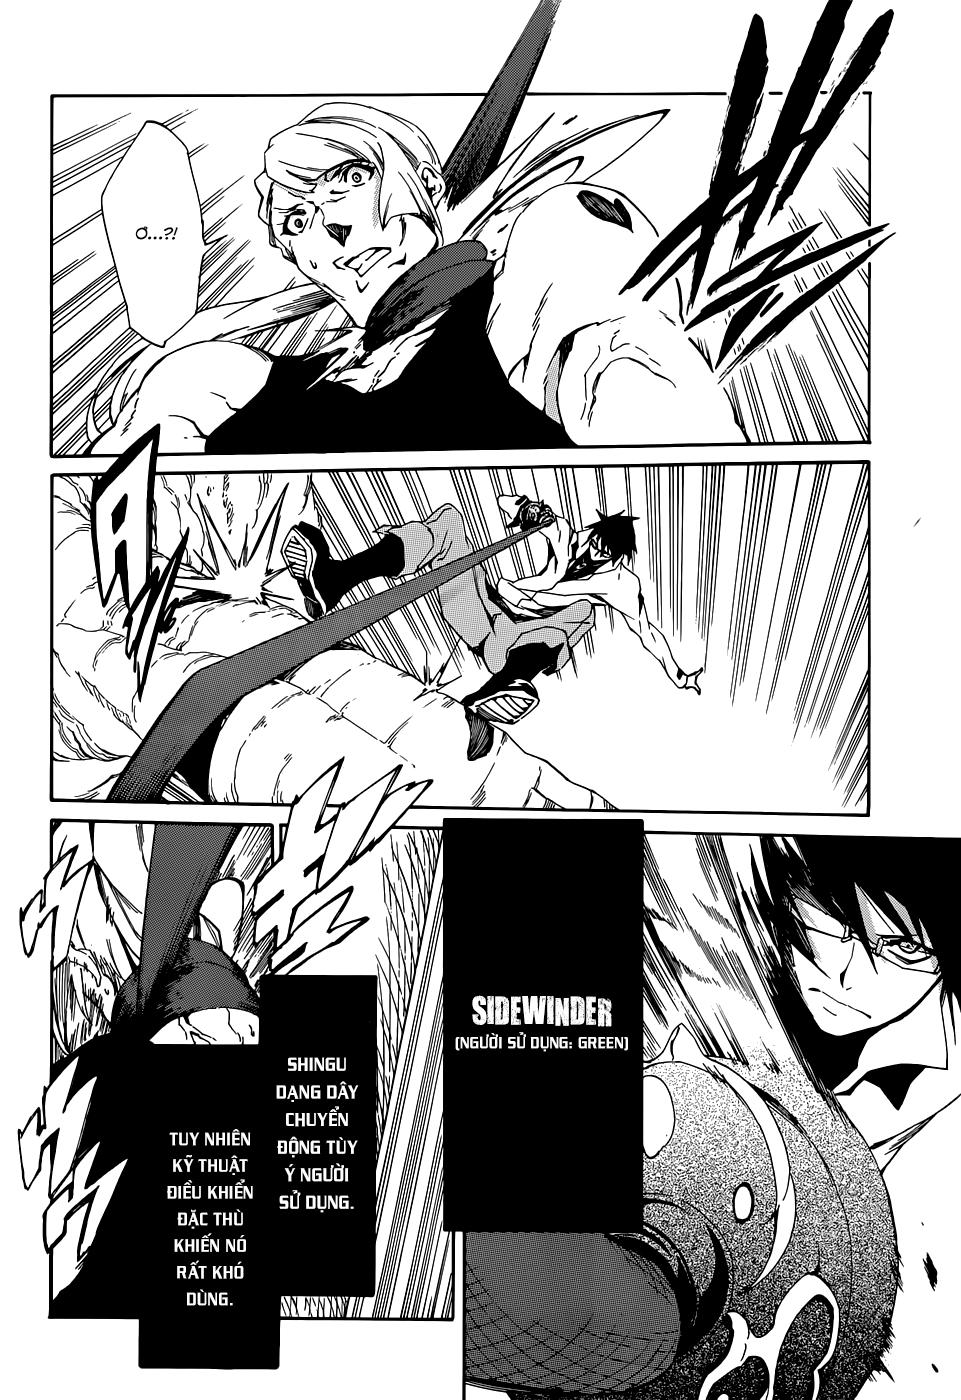 Ơ...?!
SIDEWINDER
(NGƯỜI SỬ DỤNG: GREEN)
SHINGU
DẠNG DÂY
CHUYỂN
ĐỘNG TÙY
Ý NGƯỜI
SỬ DỤNG.
TUY NHIÊN
KỸ THUẬT
ĐIỀU KHIỂN
ĐẶC THÙ
KHIẾN NÓ
RẤT KHÓ
DÙNG.